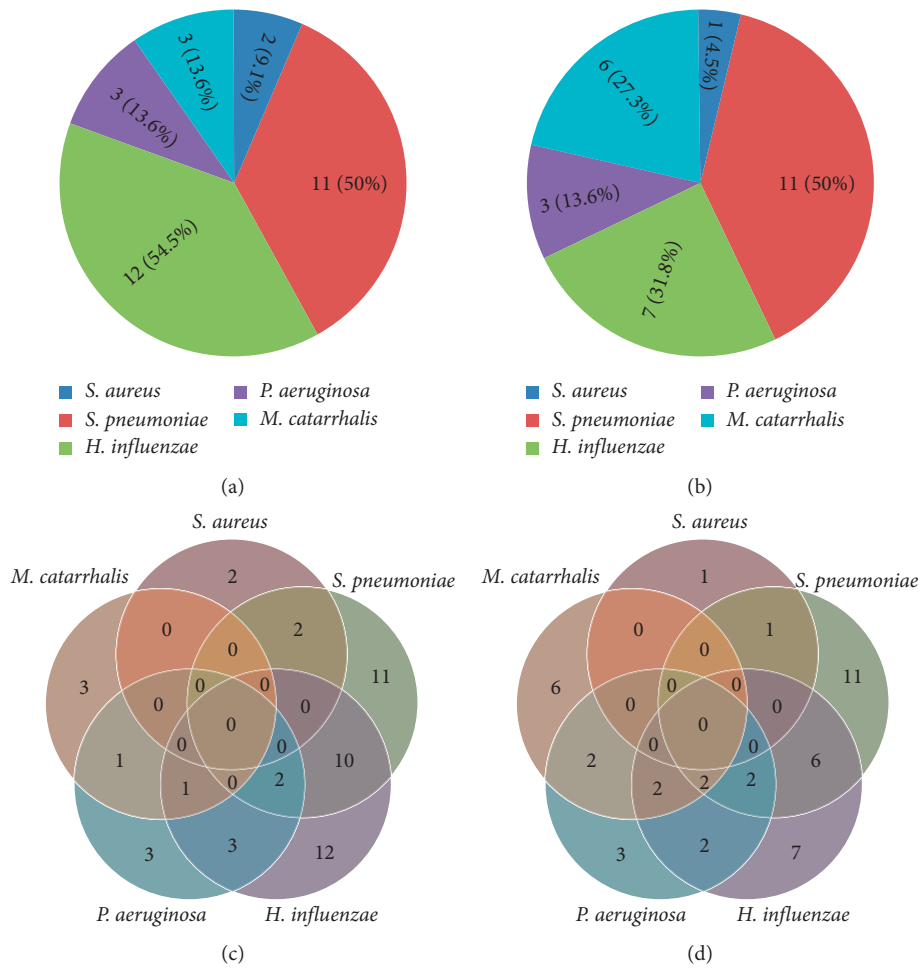 2 (9.1%)
3 (13.6%)
3 (13.6%)
11 (50%)
12 (54.5%)
S. aureus
P. aeruginosa
S. pneumoniae
M. catarrhalis
H. influenzae
(a)
1 (4.5%)
6 (27.3%)
11 (50%)
3 (13.6%)
7 (31.8%)
S. aureus
P. aeruginosa
S. pneumoniae
M. catarrhalis
H. influenzae
(b)
S. aureus
M. catarrhalis
S. pneumoniae
2
0
2
0
3
11
0
0
0
0
0
0
0
1
10
1
0
2
3
3
12
P. aeruginosa
H. influenzae
(c)
S. aureus
M. catarrhalis
S. pneumoniae
1
0
1
0
6
11
0
0
0
0
0
0
0
2
6
2
2
2
3
2
7
P. aeruginosa
H. influenzae
(d)